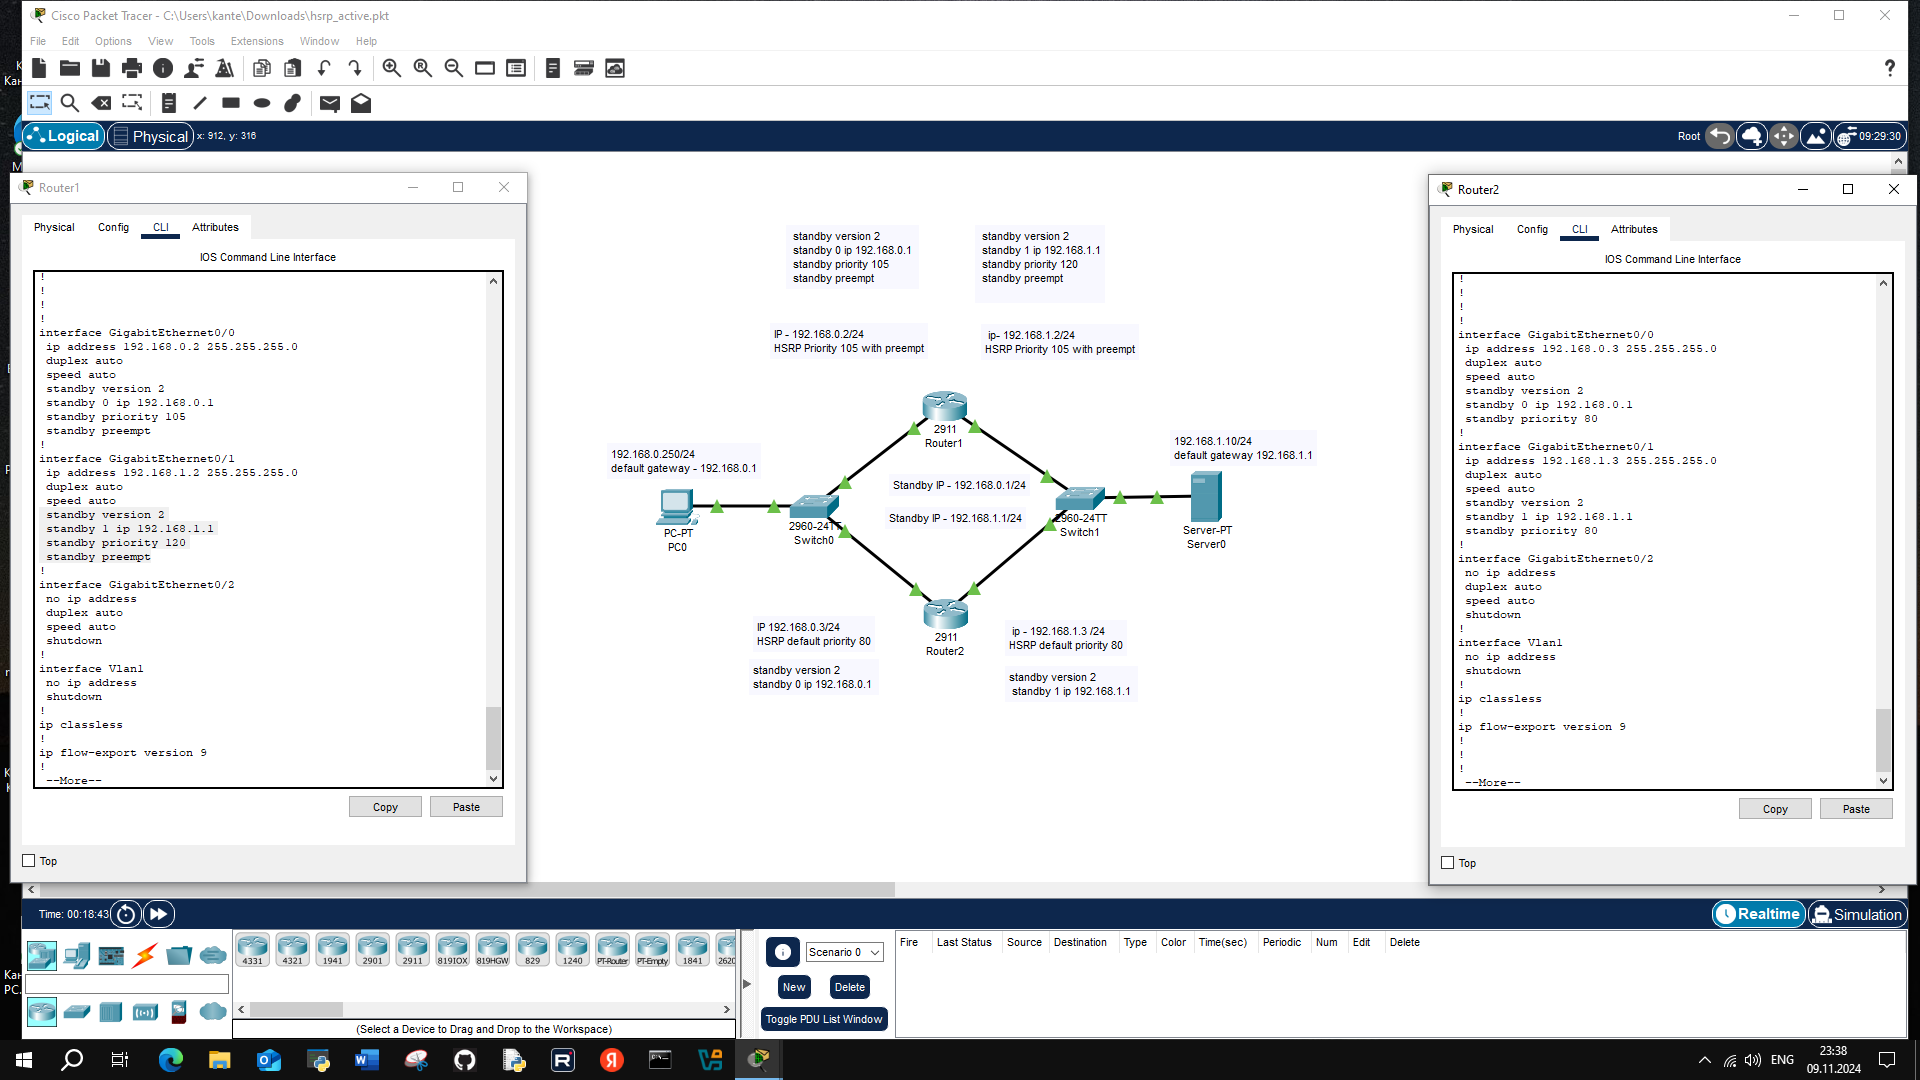 Cisco Packet Tracer - C:\Users\kante\Downloads\hsrp_active.pkt
File Edit Options View Tools Extensions Window Help
Logical Physical x: 912, y: 316
Root 09:29:30
Router1
Physical Config CLI Attributes
IOS Command Line Interface
!
!
!
!
interface GigabitEthernet0/0
ip address 192.168.0.2 255.255.255.0
duplex auto
speed auto
standby version 2
standby 0 ip 192.168.0.1
standby priority 105
standby preempt
!
interface GigabitEthernet0/1
ip address 192.168.1.2 255.255.255.0
duplex auto
speed auto
standby version 2
standby 1 ip 192.168.1.1
standby priority 120
standby preempt
!
interface GigabitEthernet0/2
no ip address
duplex auto
speed auto
shutdown
!
interface Vlan1
no ip address
shutdown
!
ip classless
!
ip flow-export version 9
!
--More--
Copy Paste
Top
standby version 2
standby 0 ip 192.168.0.1
standby priority 105
standby preempt
standby version 2
standby 1 ip 192.168.1.1
standby priority 120
standby preempt
IP - 192.168.0.2/24
HSRP Priority 105 with preempt
ip- 192.168.1.2/24
HSRP Priority 105 with preempt
2911
Router1
192.168.0.250/24
default gateway - 192.168.0.1
192.168.1.10/24
default gateway 192.168.1.1
Standby IP - 192.168.0.1/24
Standby IP - 192.168.1.1/24
PC-PT
PC0
2960-24TT
Switch0
2960-24TT
Switch1
Server-PT
Server0
2911
Router2
IP 192.168.0.3/24
HSRP default priority 80
standby version 2
standby 0 ip 192.168.0.1
ip - 192.168.1.3 /24
HSRP default priority 80
standby version 2
standby 1 ip 192.168.1.1
Router2
Physical Config CLI Attributes
IOS Command Line Interface
!
!
!
!
interface GigabitEthernet0/0
ip address 192.168.0.3 255.255.255.0
duplex auto
speed auto
standby version 2
standby 0 ip 192.168.0.1
standby priority 80
!
interface GigabitEthernet0/1
ip address 192.168.1.3 255.255.255.0
duplex auto
speed auto
standby version 2
standby 1 ip 192.168.1.1
standby priority 80
!
interface GigabitEthernet0/2
no ip address
duplex auto
speed auto
shutdown
!
interface Vlan1
no ip address
shutdown
!
ip classless
!
ip flow-export version 9
!
!
!
--More--
Copy Paste
Top
Time: 00:18:43
Realtime Simulation
4331 4321 1941 2901 2911 819IOX 819HGW 829 1240 PT-Router PT-Empty 1841 2620
(Select a Device to Drag and Drop to the Workspace)
Scenario 0
New Delete
Toggle PDU List Window
Fire Last Status Source Destination Type Color Time(sec) Periodic Num Edit Delete
ENG
23:38
09.11.2024